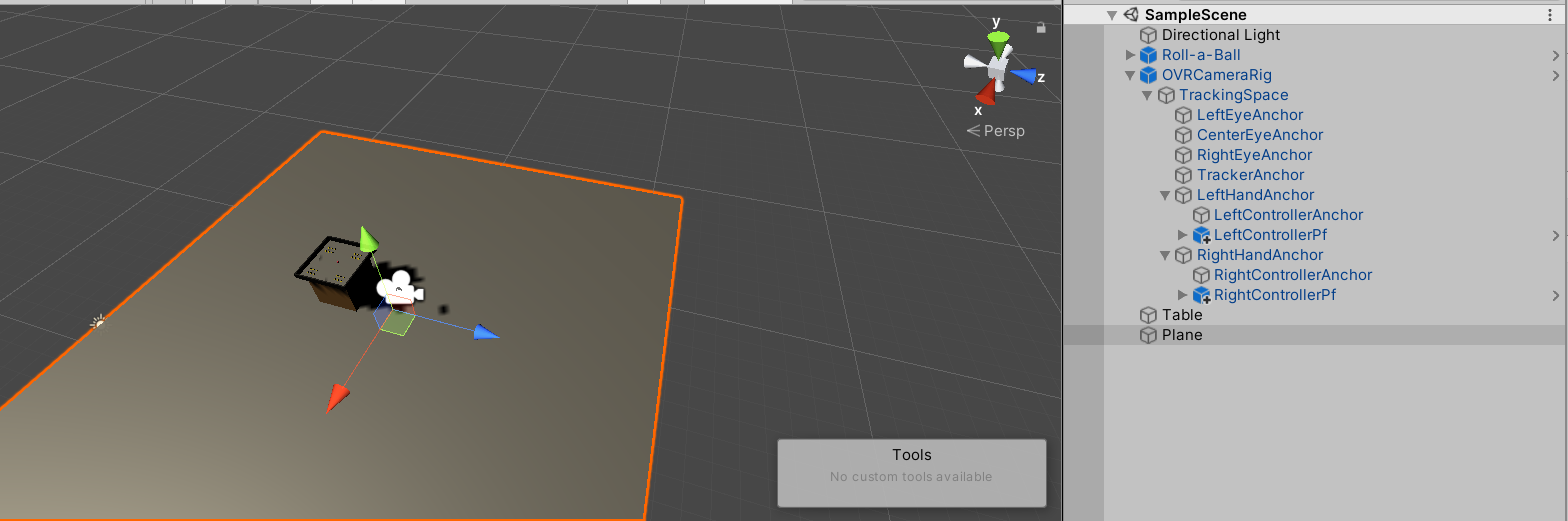 y
z
x
Persp
Tools
No custom tools available
SampleScene
Directional Light
Roll-a-Ball
OVRCameraRig
TrackingSpace
LeftEyeAnchor
CenterEyeAnchor
RightEyeAnchor
TrackerAnchor
LeftHandAnchor
LeftControllerAnchor
LeftControllerPf
RightHandAnchor
RightControllerAnchor
RightControllerPf
Table
Plane